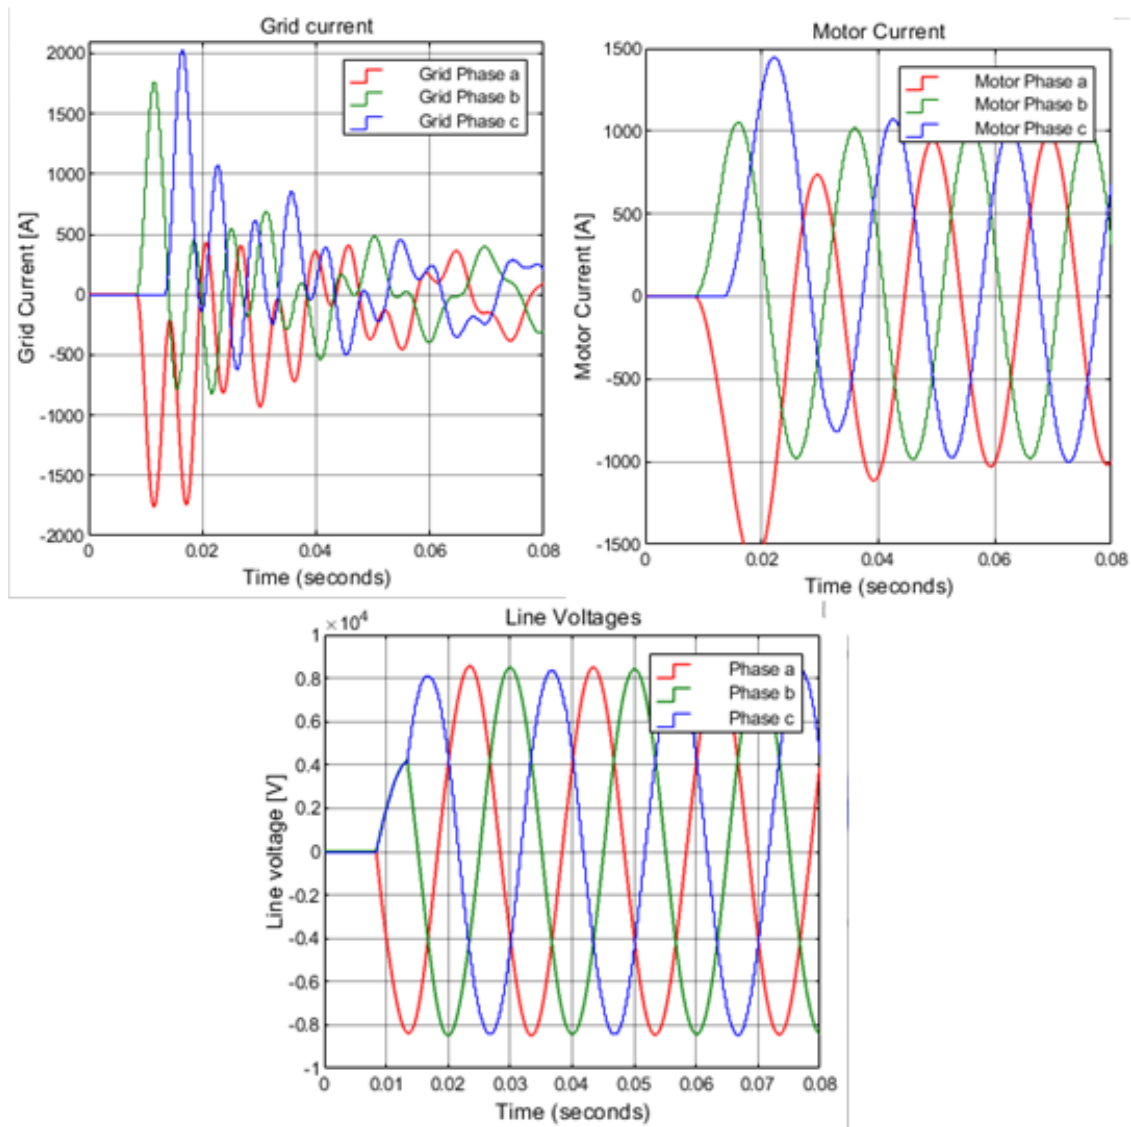 Grid current
2000
1500
1000
500
0
-500
-1000
-1500
-2000
Grid Current [A]
Grid Phase a
Grid Phase b
Grid Phase c
0
0.02
0.04
0.06
0.08
Time (seconds)
Motor Current
1500
1000
500
0
-500
-1000
-1500
Motor Current [A]
Motor Phase a
Motor Phase b
Motor Phase c
0
0.02
0.04
0.06
0.08
Time (seconds)
Line Voltages
×10⁴
1
0.8
0.6
0.4
0.2
0
-0.2
-0.4
-0.6
-0.8
-1
Line voltage [V]
Phase a
Phase b
Phase c
0
0.01
0.02
0.03
0.04
0.05
0.06
0.07
0.08
Time (seconds)